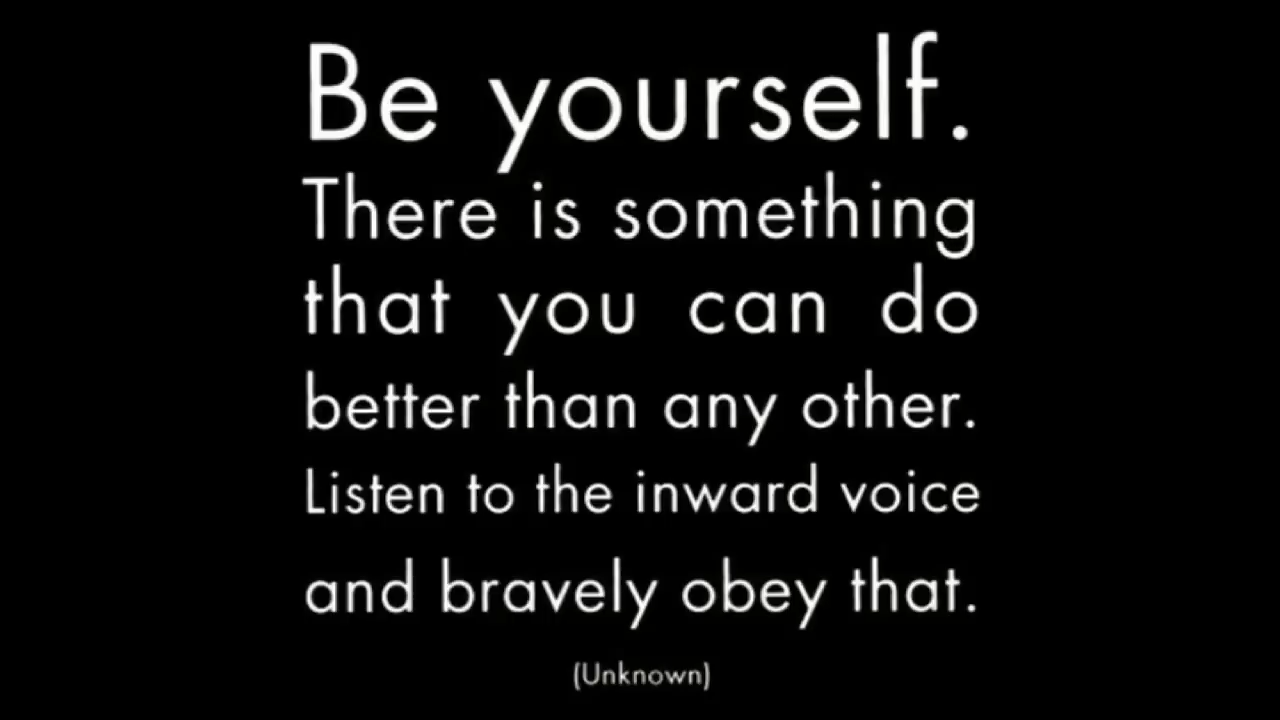 Be yourself.
There is something
that you can do
better than any other.
Listen to the inward voice
and bravely obey that.
(Unknown)